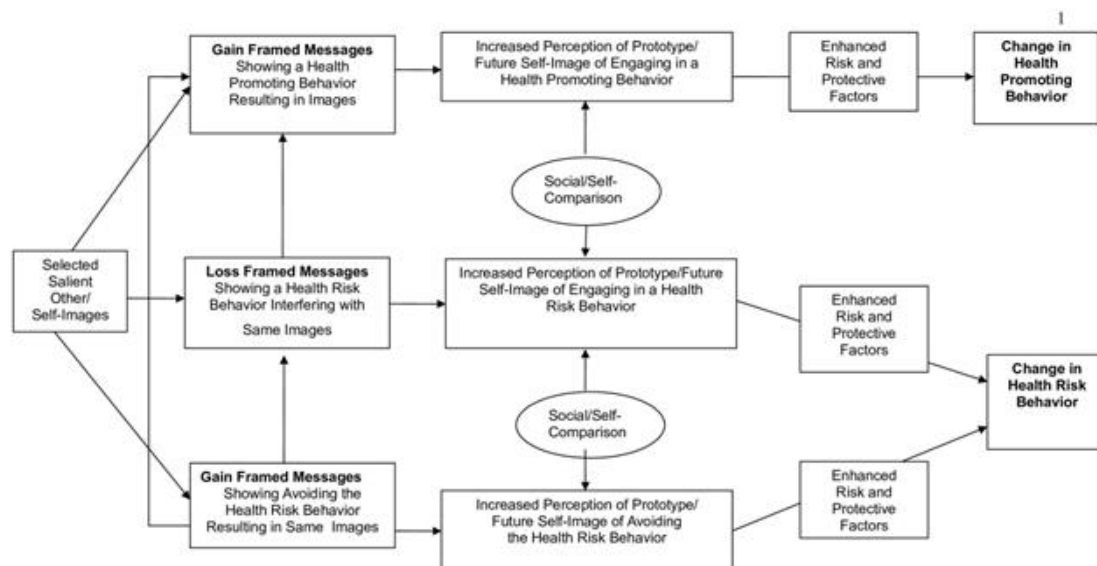 1
Gain Framed Messages
Showing a Health
Promoting Behavior
Resulting in Images
Increased Perception of Prototype/
Future Self-Image of Engaging in a
Health Promoting Behavior
Enhanced
Risk and
Protective
Factors
Change in
Health
Promoting
Behavior
Social/Self-
Comparison
Selected
Salient
Other/
Self-Images
Loss Framed Messages
Showing a Health Risk
Behavior Interfering with
Same Images
Increased Perception of Prototype/Future
Self-Image of Engaging in a Health
Risk Behavior
Enhanced
Risk and
Protective
Factors
Change in
Health Risk
Behavior
Social/Self-
Comparison
Gain Framed Messages
Showing Avoiding the
Health Risk Behavior
Resulting in Same Images
Increased Perception of Prototype/
Future Self-Image of Avoiding
the Health Risk Behavior
Enhanced
Risk and
Protective
Factors